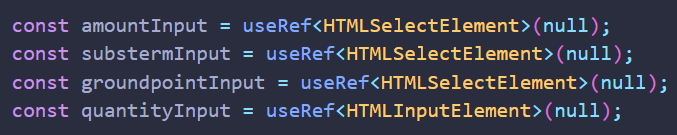 const amountInput = useRef<HTMLSelectElement>(null);
const substermInput = useRef<HTMLSelectElement>(null);
const groundpointInput = useRef<HTMLSelectElement>(null);
const quantityInput = useRef<HTMLInputElement>(null);